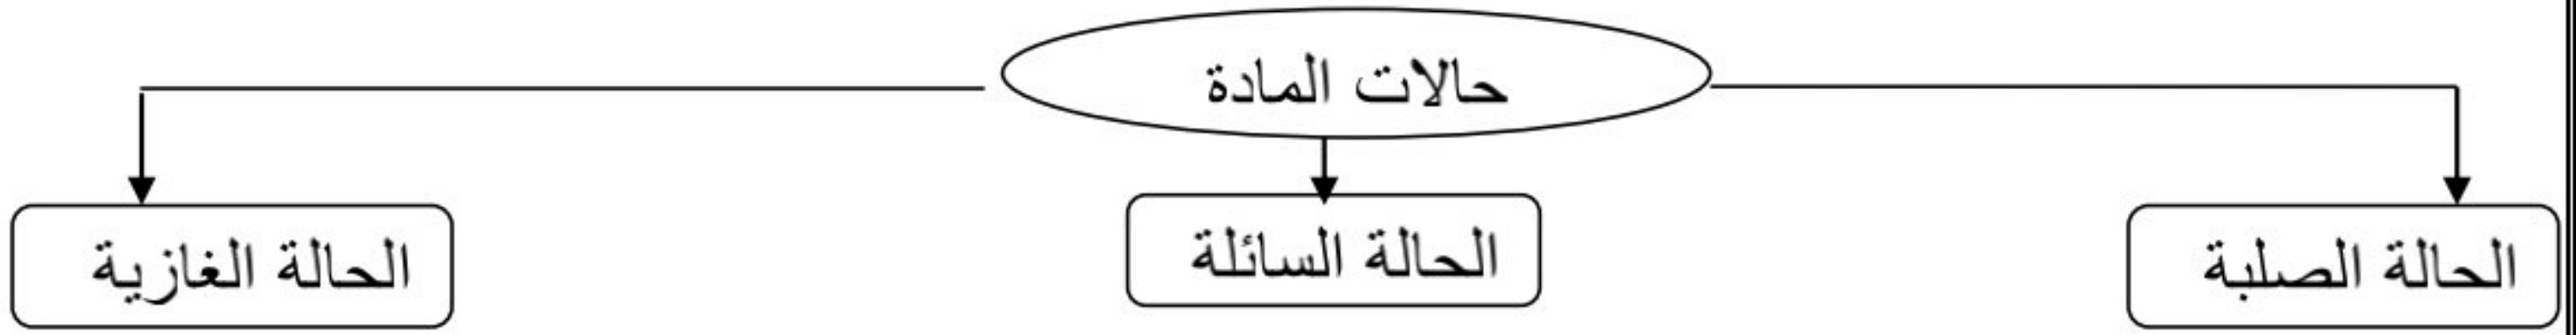 حالات المادة
الحالة الصلبة
الحالة السائلة
الحالة الغازية